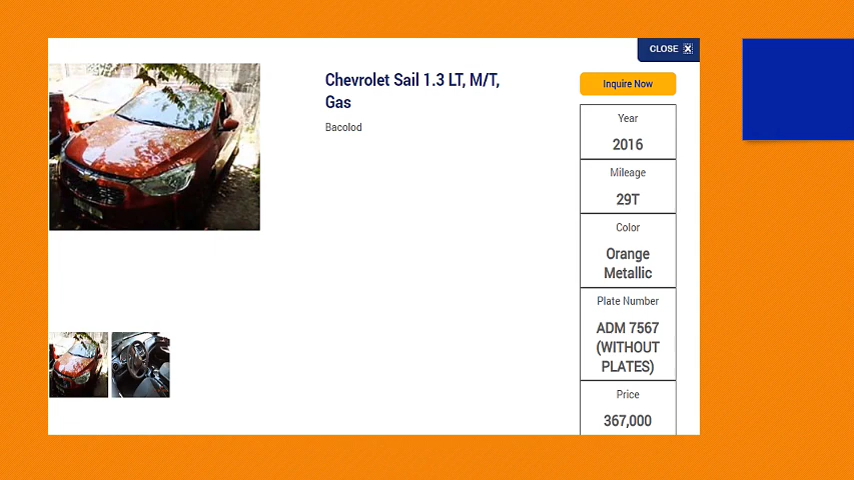 CLOSE X
Chevrolet Sail 1.3 LT, M/T,
Gas
Bacolod
Inquire Now
Year
2016
Mileage
29T
Color
Orange
Metallic
Plate Number
ADM 7567
(WITHOUT
PLATES)
Price
367,000